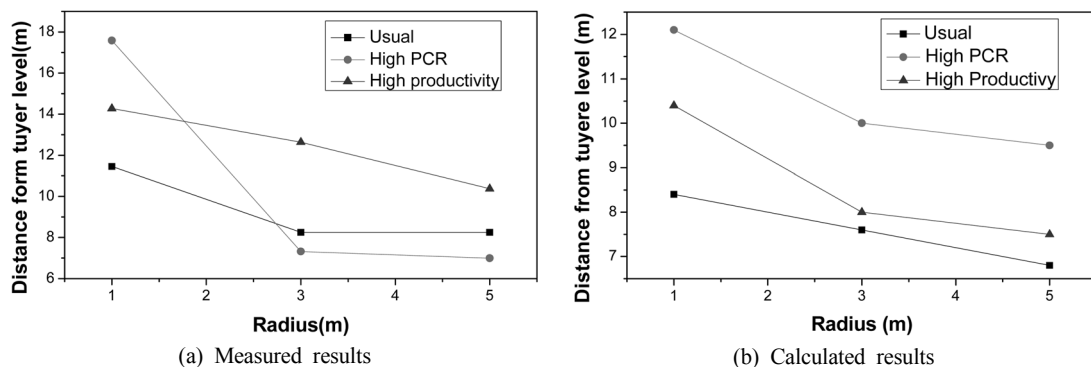 18
16
14
12
10
8
6
Distance form tuyer level(m)
Usual
High PCR
High productivity
1
2
3
4
5
Radius(m)
(a) Measured results
12
11
10
9
8
7
Distance from tuyere level (m)
Usual
High PCR
High Productivy
1
2
3
4
5
Radius (m)
(b) Calculated results